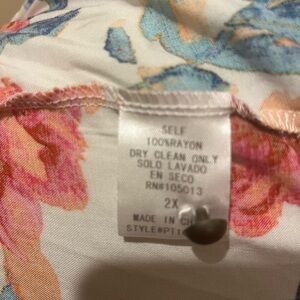 SELF
100%RAYON
DRY CLEAN ONLY
SOLO LAVADO
EN SECO
RN#105013
2X
MADE IN